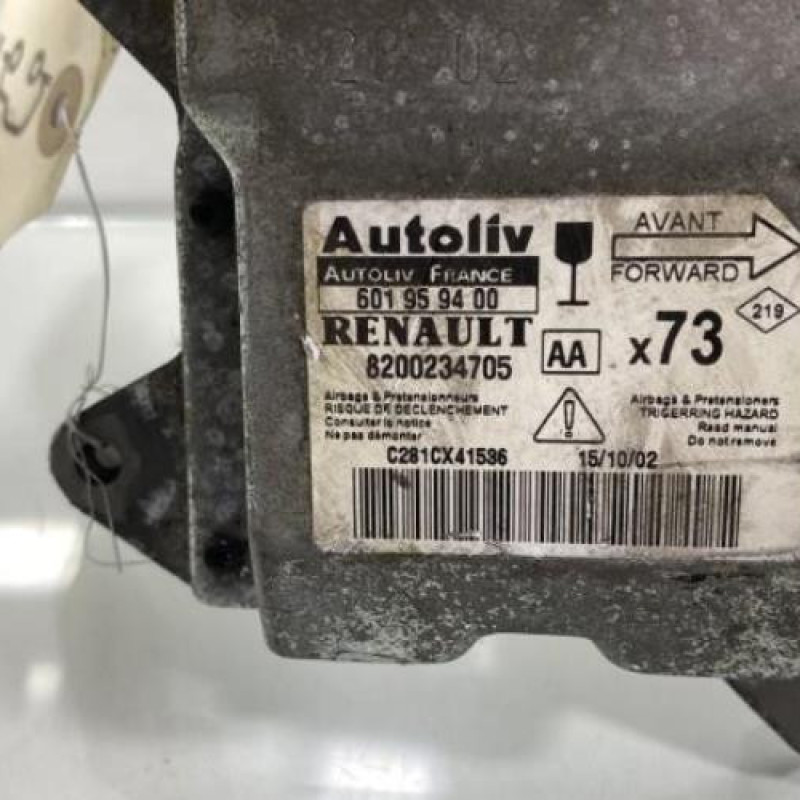 Autoliv
AUTOLIV FRANCE
601 95 94 00
RENAULT
8200234705
AA
x73
219
AVANT
FORWARD
Airbags & Pretensionneurs
RISQUE DE DECLENCHEMENT
Consulter la notice
Ne pas démonter
Airbags & Pretensioners
TRIGERRING HAZARD
Read manual
Do not remove
C281CX41536
15/10/02